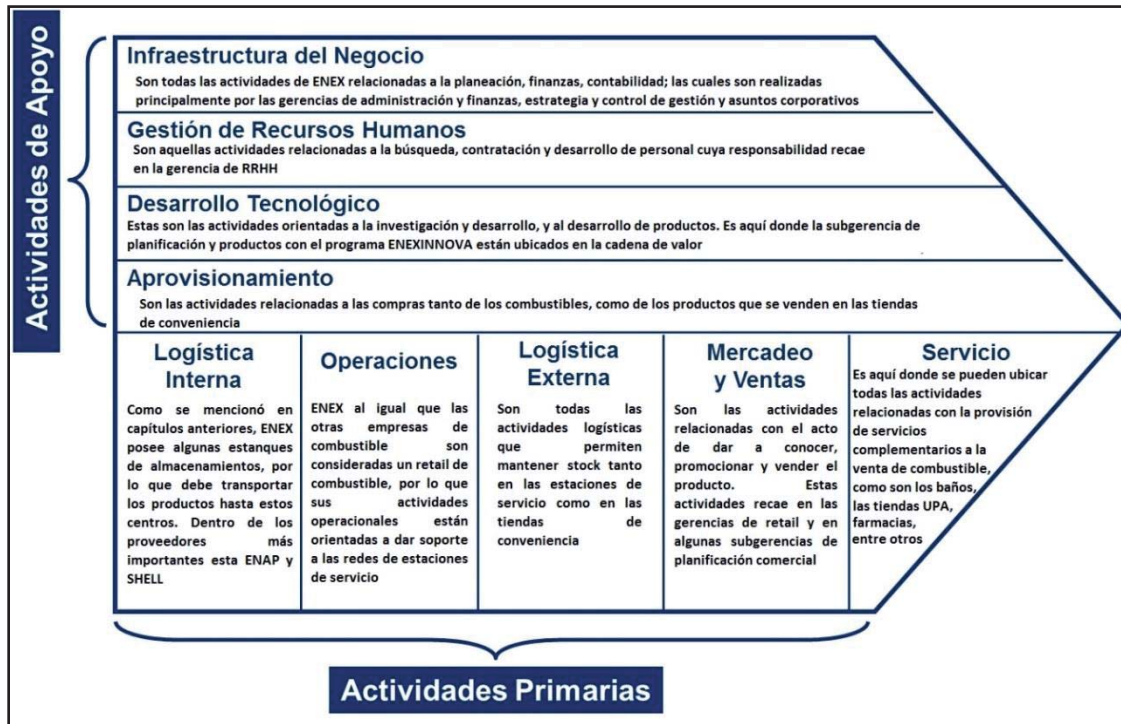 Actividades de Apoyo
Infraestructura del Negocio
Son todas las actividades de ENEX relacionadas a la planeación, finanzas, contabilidad; las cuales son realizadas
principalmente por las gerencias de administración y finanzas, estrategia y control de gestión y asuntos corporativos
Gestión de Recursos Humanos
Son aquellas actividades relacionadas a la búsqueda, contratación y desarrollo de personal cuya responsabilidad recae
en la gerencia de RRHH
Desarrollo Tecnológico
Estas son las actividades orientadas a la investigación y desarrollo, y al desarrollo de productos. Es aquí donde la subgerencia de
planificación y productos con el programa ENEXINNOVA están ubicados en la cadena de valor
Aprovisionamiento
Son las actividades relacionadas a las compras tanto de los combustibles, como de los productos que se venden en las tiendas
de conveniencia
Logística
Interna
Como se mencionó en
capítulos anteriores, ENEX
posee algunas estanques
de almacenamientos, por
lo que debe transportar
los productos hasta estos
centros. Dentro de los
proveedores más
importantes esta ENAP y
SHELL
Operaciones
ENEX al igual que las
otras empresas de
combustible son
consideradas un retail de
combustible, por lo que
sus actividades
operacionales están
orientadas a dar soporte
a las redes de estaciones
de servicio
Logística
Externa
Son todas las
actividades logísticas
que permiten
mantener stock tanto
en las estaciones de
servicio como en las
tiendas de
conveniencia
Mercadeo
y Ventas
Son las actividades
relacionadas con el acto
de dar a conocer,
promocionar y vender el
producto. Estas
actividades recae en las
gerencias de retail y en
algunas subgerencias de
planificación comercial
Servicio
Es aquí donde se pueden ubicar
todas las actividades
relacionadas con la provisión
de servicios
complementarios a la
venta de combustible,
como son los baños,
las tiendas UPA,
farmacias,
entre otros
Actividades Primarias